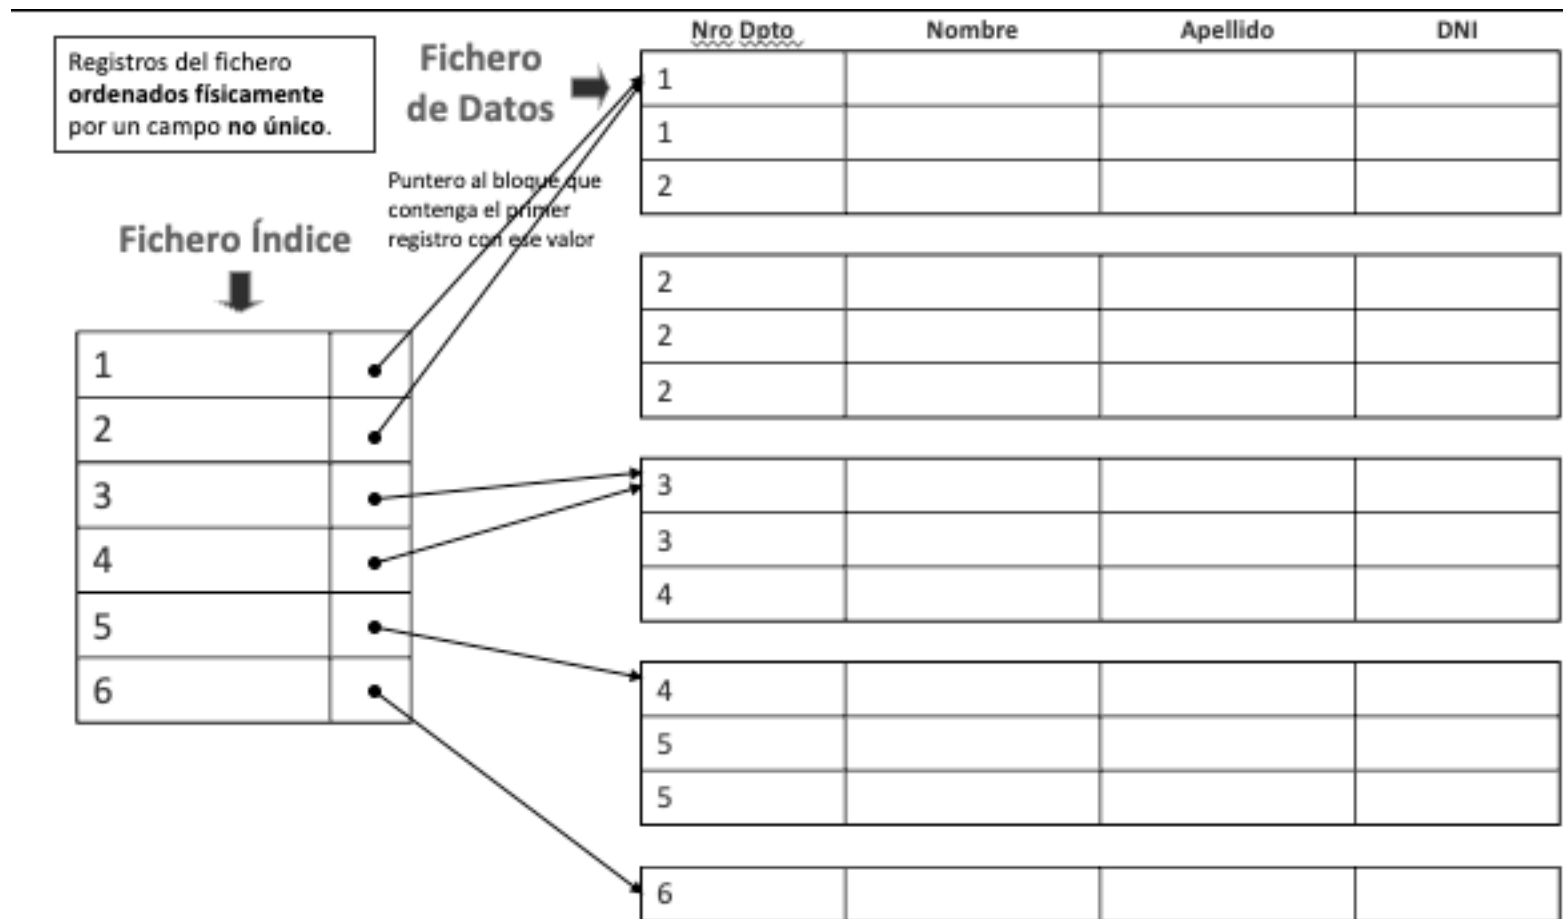 Registros del fichero
ordenados físicamente
por un campo no único.
Fichero
de Datos
Puntero al bloque que
contenga el primer
registro con ese valor
Fichero Índice
1
2
3
4
5
6
Nro Dpto Nombre Apellido DNI
1
1
2
2
2
2
3
3
4
4
5
5
6